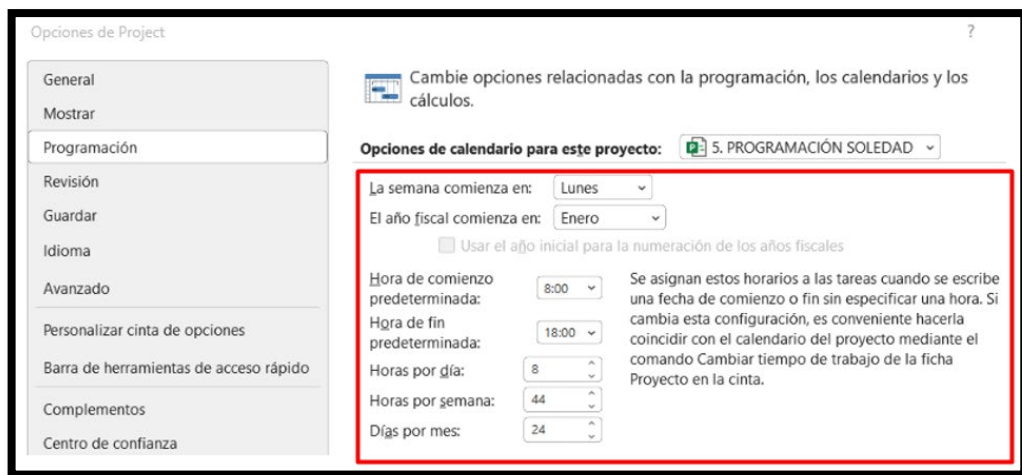 Opciones de Project
?
General
Mostrar
Programación
Revisión
Guardar
Idioma
Avanzado
Personalizar cinta de opciones
Barra de herramientas de acceso rápido
Complementos
Centro de confianza
Cambie opciones relacionadas con la programación, los calendarios y los
cálculos.
Opciones de calendario para este proyecto: 5. PROGRAMACIÓN SOLEDAD
La semana comienza en: Lunes
El año fiscal comienza en: Enero
Usar el año inicial para la numeración de los años fiscales
Hora de comienzo
predeterminada: 8:00
Hora de fin
predeterminada: 18:00
Horas por día: 8
Horas por semana: 44
Días por mes: 24
Se asignan estos horarios a las tareas cuando se escribe
una fecha de comienzo o fin sin especificar una hora. Si
cambia esta configuración, es conveniente hacerla
coincidir con el calendario del proyecto mediante el
comando Cambiar tiempo de trabajo de la ficha
Proyecto en la cinta.